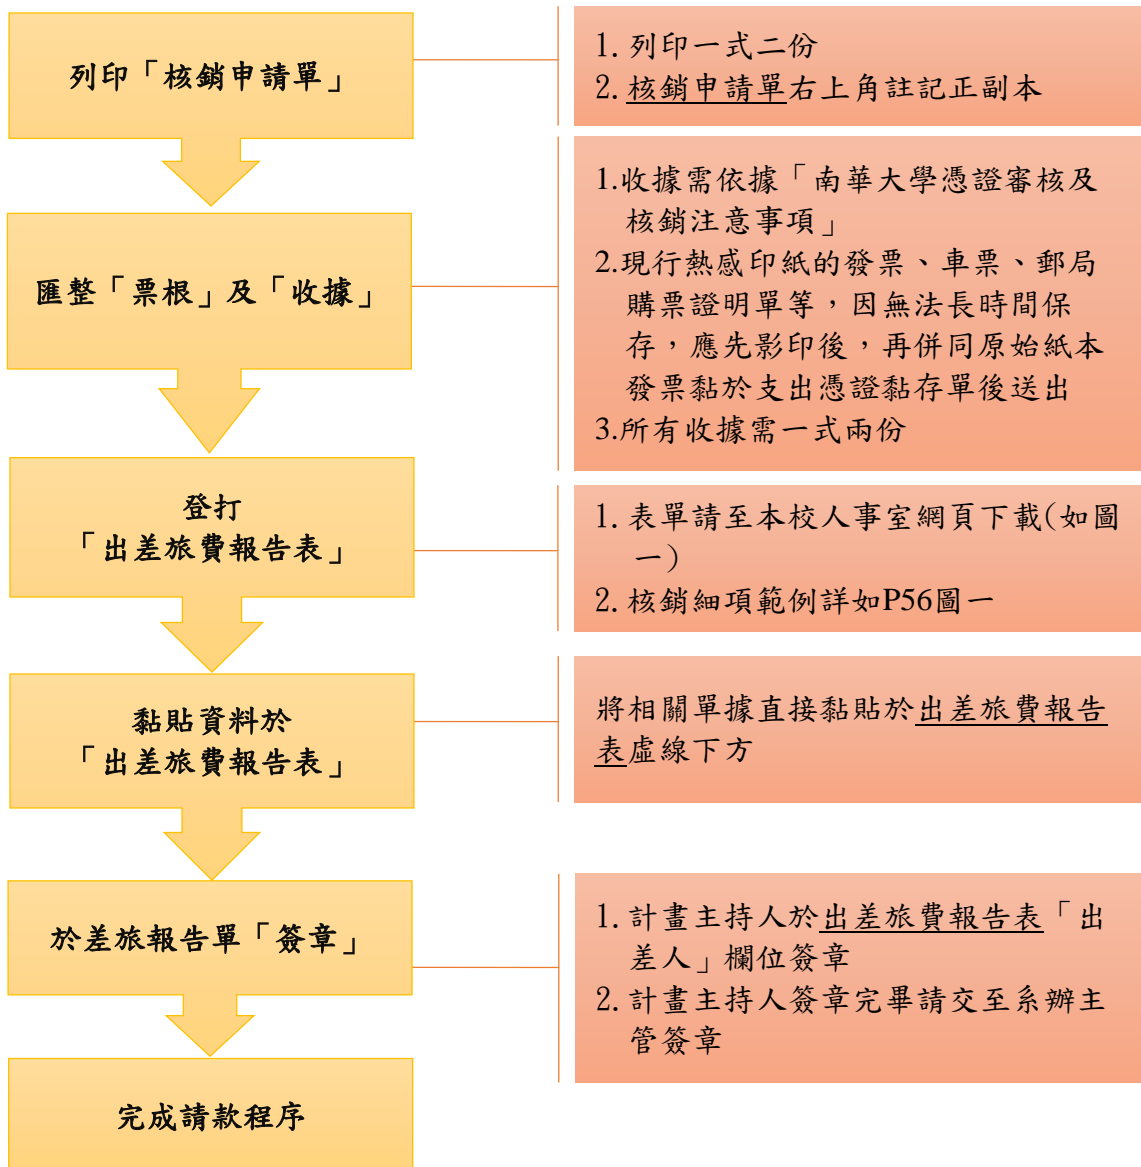 列印「核銷申請單」
1. 列印一式二份
2. 核銷申請單右上角註記正副本
匯整「票根」及「收據」
1.收據需依據「南華大學憑證審核及
核銷注意事項」
2.現行熱感印紙的發票、車票、郵局
購票證明單等，因無法長時間保
存，應先影印後，再併同原始紙本
發票黏於支出憑證黏存單後送出
3.所有收據需一式兩份
登打
「出差旅費報告表」
1. 表單請至本校人事室網頁下載(如圖
一)
2. 核銷細項範例詳如P56圖一
黏貼資料於
「出差旅費報告表」
將相關單據直接黏貼於出差旅費報告
表虛線下方
於差旅報告單「簽章」
1. 計畫主持人於出差旅費報告表「出
差人」欄位簽章
2. 計畫主持人簽章完畢請交至系辦主
管簽章
完成請款程序